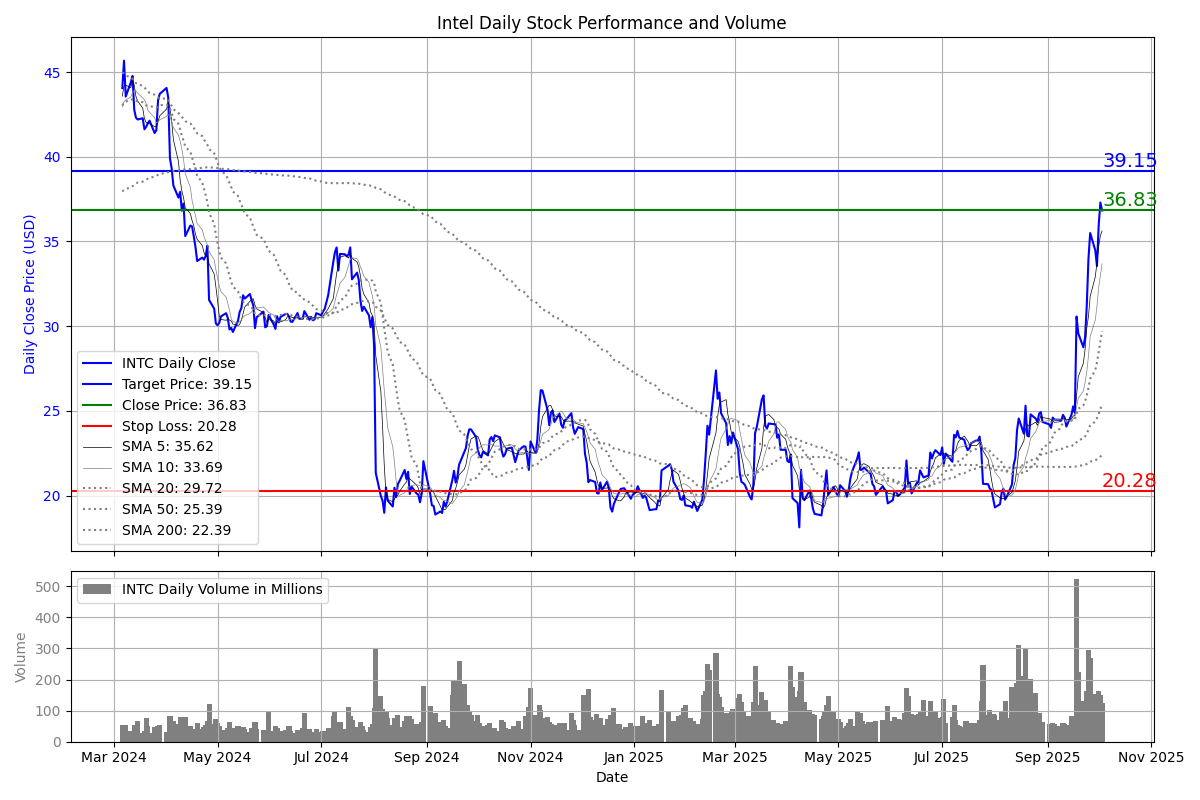 Intel Daily Stock Performance and Volume
Daily Close Price (USD)
45
40
35
30
25
20
39.15
36.83
20.28
INTC Daily Close
Target Price: 39.15
Close Price: 36.83
Stop Loss: 20.28
SMA 5: 35.62
SMA 10: 33.69
SMA 20: 29.72
SMA 50: 25.39
SMA 200: 22.39
Volume
500
400
300
200
100
0
INTC Daily Volume in Millions
Mar 2024 May 2024 Jul 2024 Sep 2024 Nov 2024 Jan 2025 Mar 2025 May 2025 Jul 2025 Sep 2025 Nov 2025
Date